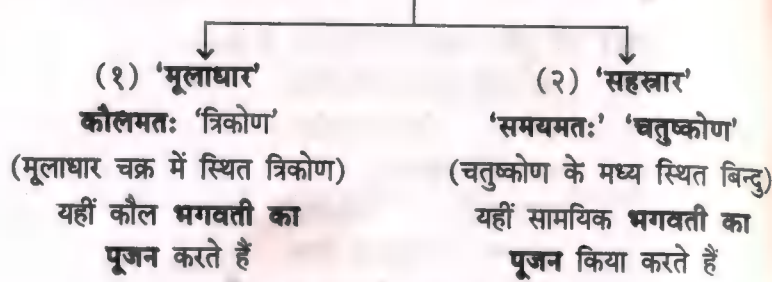 (१) 'मूलाधार'
कौलमतः 'त्रिकोण'
(मूलाधार चक्र में स्थित त्रिकोण)
यहीं कौल भगवती का
पूजन करते हैं
(२) 'सहस्रार'
'समयमतः' 'चतुष्कोण'
(चतुष्कोण के मध्य स्थित बिन्दु)
यहीं सामयिक भगवती का
पूजन किया करते हैं